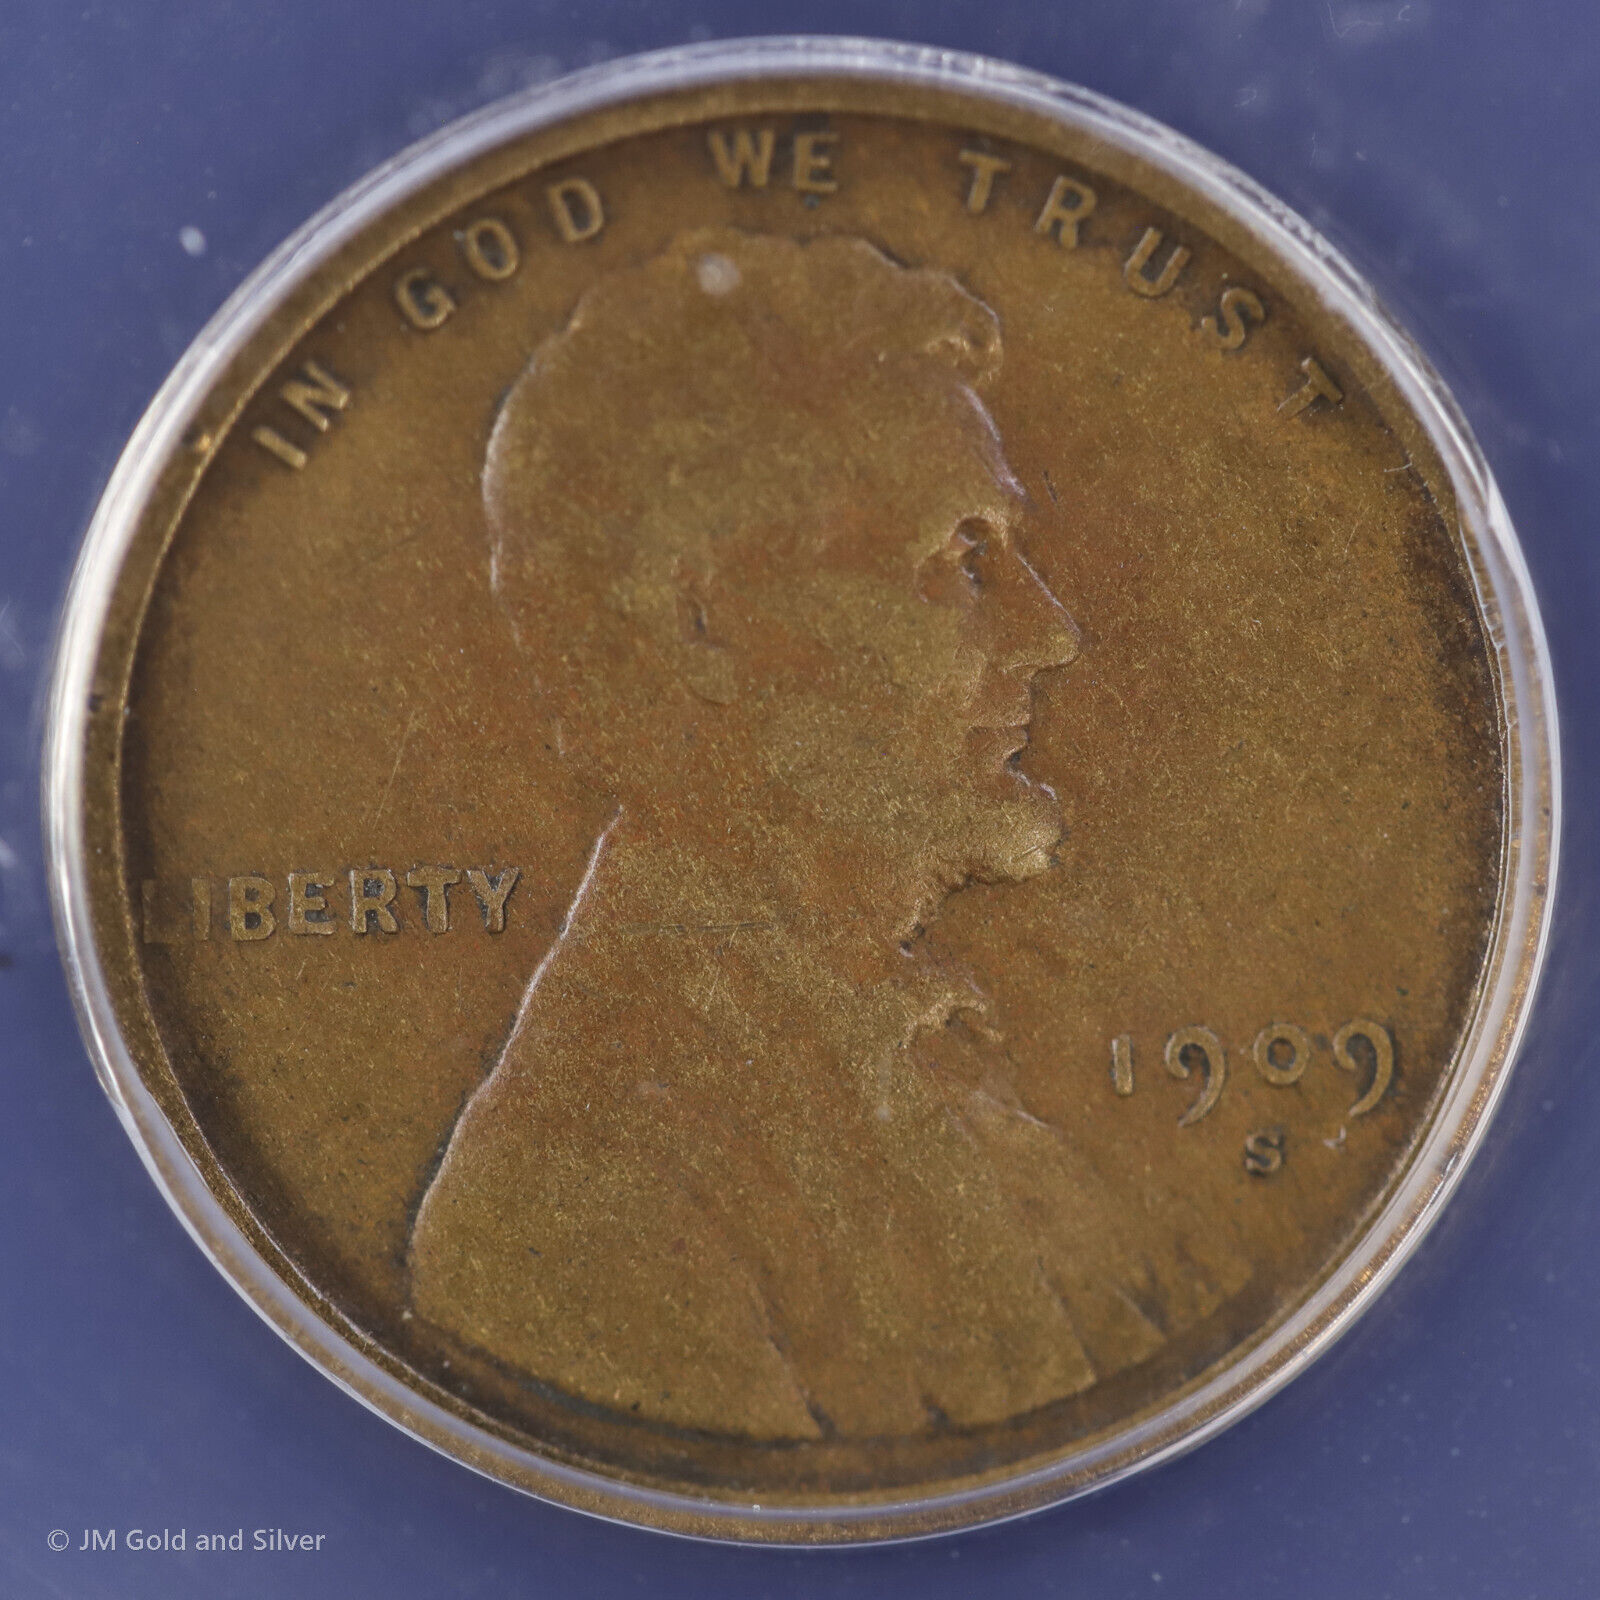 IN GOD WE TRUST
LIBERTY
1909
S
© JM Gold and Silver